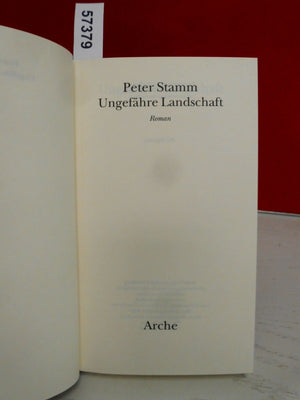 57379
Peter Stamm
Ungefähre Landschaft
Roman
Arche